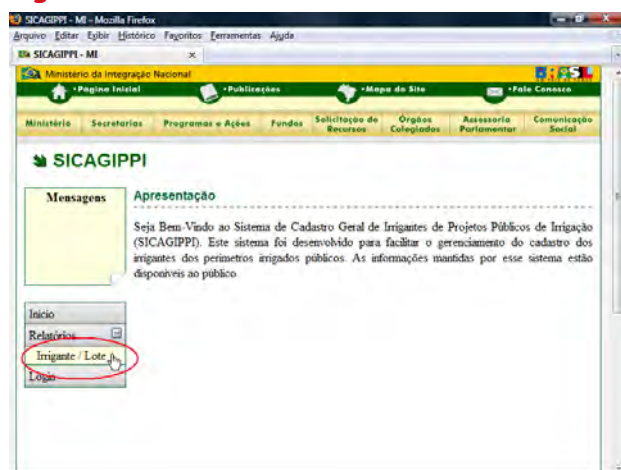 SICAGIPPI - MI - Mozilla Firefox
Arquivo Editar Exibir Histórico Favoritos Ferramentas Ajuda
SICAGIPPI - MI
Ministério da Integração Nacional
Página Inicial Publicações Mapa do Site Fale Conosco
Ministério Secretarias Programas e Ações Fundos Solicitação de Recursos Órgãos Colegiados Assessoria Parlamentar Comunicação Social
SICAGIPPI
Mensagens
Apresentação
Seja Bem-Vindo ao Sistema de Cadastro Geral de Irrigantes de Projetos Públicos de Irrigação
(SICAGIPPI). Este sistema foi desenvolvido para facilitar o gerenciamento do cadastro dos
irrigantes dos perimetros irrigados públicos. As informações mantidas por esse sistema estão
disponíveis ao público
Inicio
Relatórios
Irrigante / Lote
Login